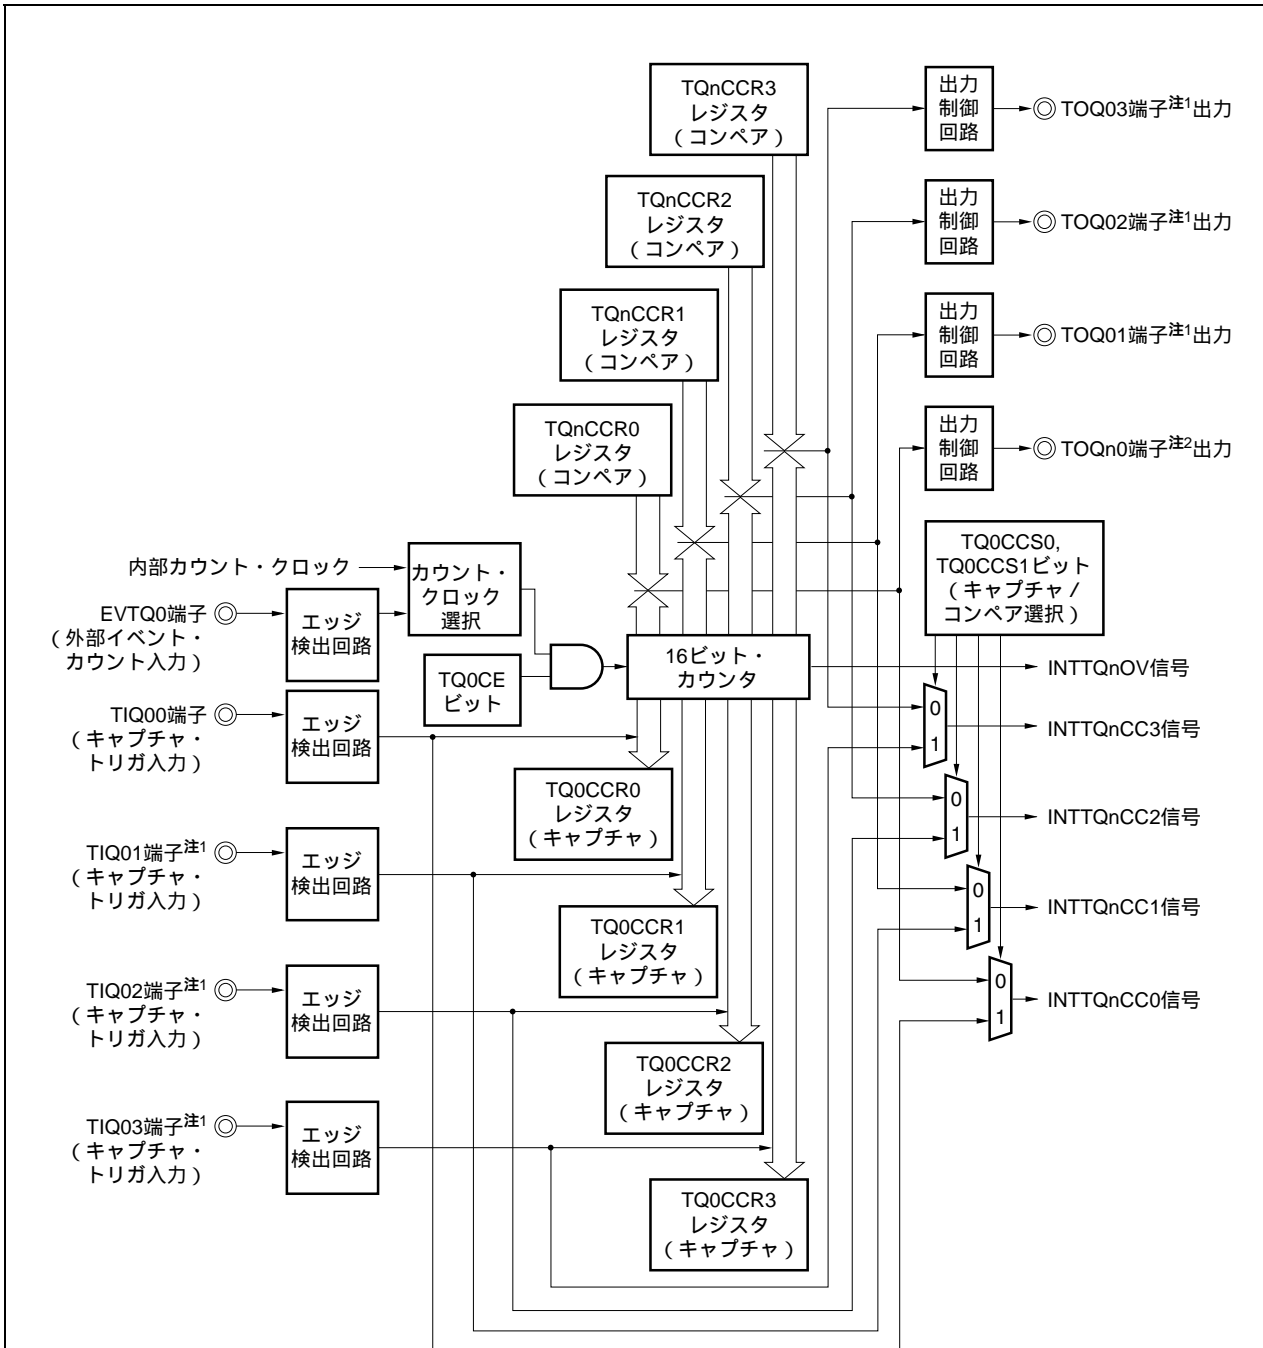 TQnCCR3
レジスタ
(コンペア)
出力
制御
回路
TOQ03端子注1出力
TQnCCR2
レジスタ
(コンペア)
出力
制御
回路
TOQ02端子注1出力
TQnCCR1
レジスタ
(コンペア)
出力
制御
回路
TOQ01端子注1出力
TQnCCR0
レジスタ
(コンペア)
出力
制御
回路
TOQn0端子注2出力
TQ0CCS0,
TQ0CCS1ビット
(キャプチャ/
コンペア選択)
内部カウント・クロック
カウント・
クロック
選択
EVTQ0端子
(外部イベント・
カウント入力)
エッジ
検出回路
TQ0CE
ビット
16ビット・
カウンタ
INTTQnOV信号
TIQ00端子
(キャプチャ・
トリガ入力)
エッジ
検出回路
0
1
INTTQnCC3信号
TQ0CCR0
レジスタ
(キャプチャ)
0
1
INTTQnCC2信号
TIQ01端子注1
(キャプチャ・
トリガ入力)
エッジ
検出回路
0
1
INTTQnCC1信号
TQ0CCR1
レジスタ
(キャプチャ)
TIQ02端子注1
(キャプチャ・
トリガ入力)
エッジ
検出回路
0
1
INTTQnCC0信号
TQ0CCR2
レジスタ
(キャプチャ)
TIQ03端子注1
(キャプチャ・
トリガ入力)
エッジ
検出回路
TQ0CCR3
レジスタ
(キャプチャ)